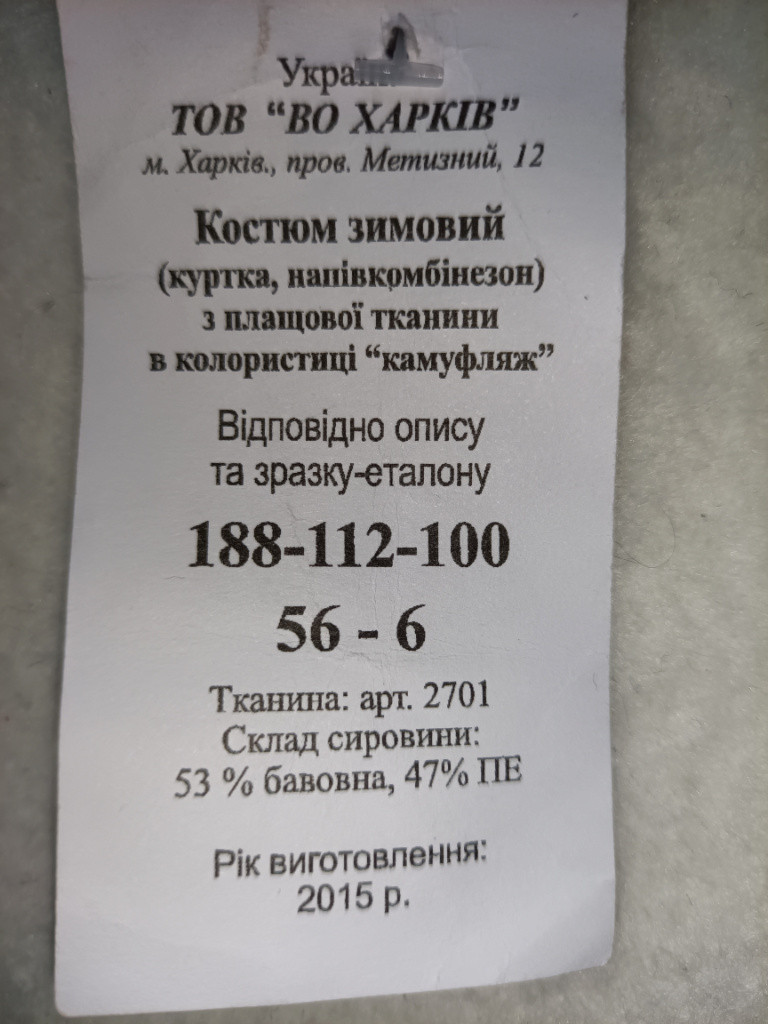 ТОВ “ВО ХАРКІВ”
м. Харків., пров. Метизний, 12
Костюм зимовий
(куртка, напівкомбінезон)
з плащової тканини
в колористиці “камуфляж”
Відповідно опису
та зразку-еталону
188-112-100
56 - 6
Тканина: арт. 2701
Склад сировини:
53 % бавовна, 47% ПЕ
Рік виготовлення:
2015 р.